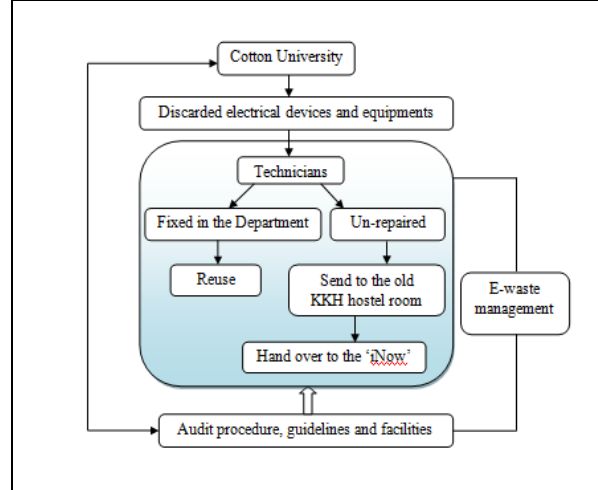 Cotton University
Discarded electrical devices and equipments
Technicians
Fixed in the Department
Un-repaired
Reuse
Send to the old
KKH hostel room
E-waste
management
Hand over to the ‘iNow’
Audit procedure, guidelines and facilities